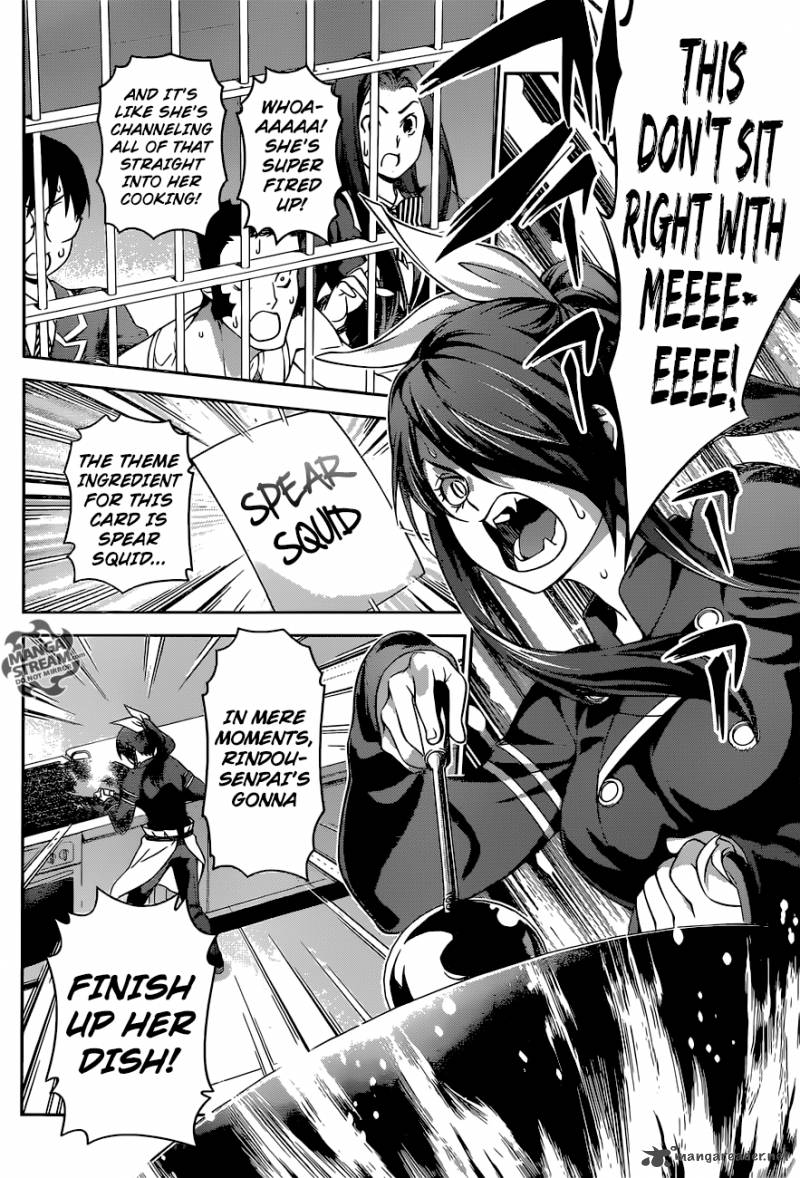 THIS
DON'T SIT
RIGHT WITH
MEEEE-
EEEE!
WHOA-
AAAAA!
SHE'S
SUPER
FIRED
UP!
AND IT'S
LIKE SHE'S
CHANNELING
ALL OF THAT
STRAIGHT
INTO HER
COOKING!
SPEAR
SQUID
THE THEME
INGREDIENT
FOR THIS
CARD IS
SPEAR
SQUID...
IN MERE
MOMENTS,
RINDOU-
SENPAI'S
GONNA
FINISH
UP HER
DISH!
MANGA
STREAM.com
DO NOT MIRROR!
mangareader.net